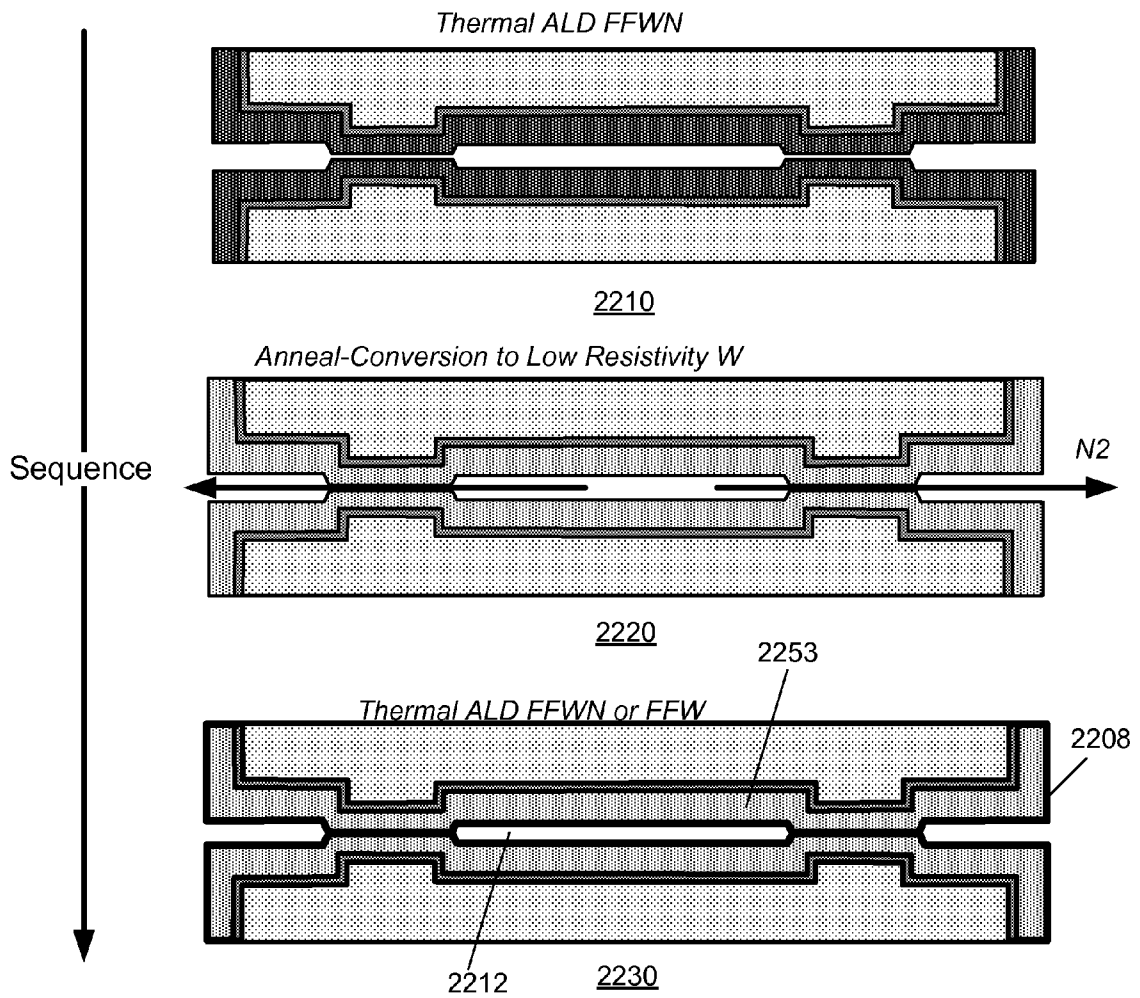 Thermal ALD FFWN
2210
Anneal-Conversion to Low Resistivity W
Sequence
N2
2220
2253
Thermal ALD FFWN or FFW
2208
2212
2230